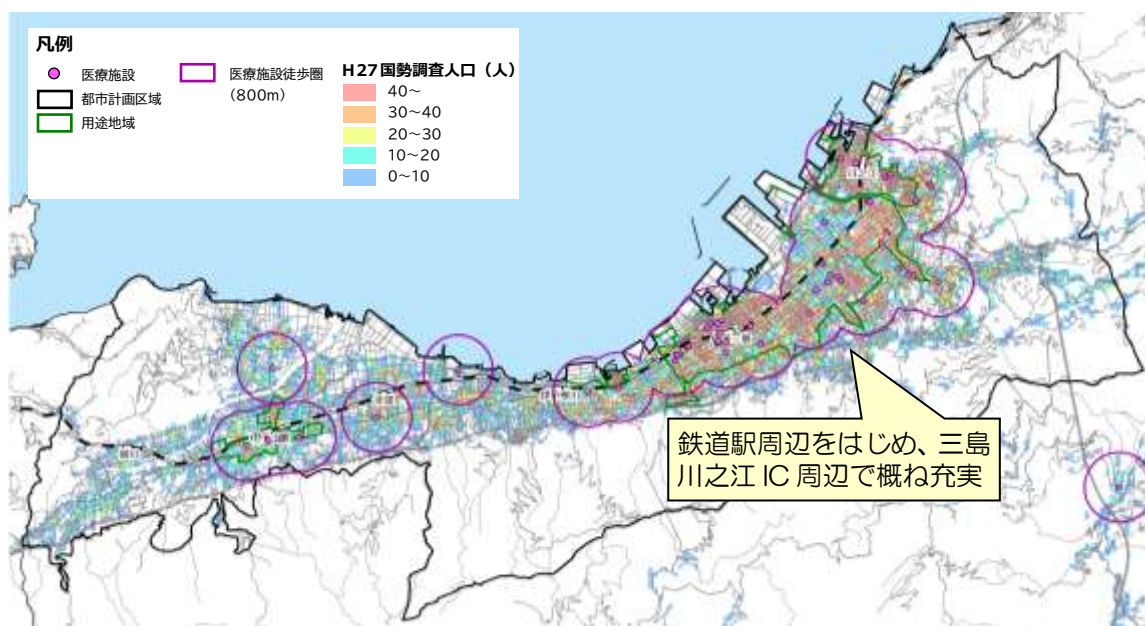 凡例
医療施設
都市計画区域
用途地域
医療施設徒歩圏
(800m)
H27国勢調査人口（人）
40～
30～40
20～30
10～20
0～10
鉄道駅周辺をはじめ、三島
川之江 IC 周辺で概ね充実